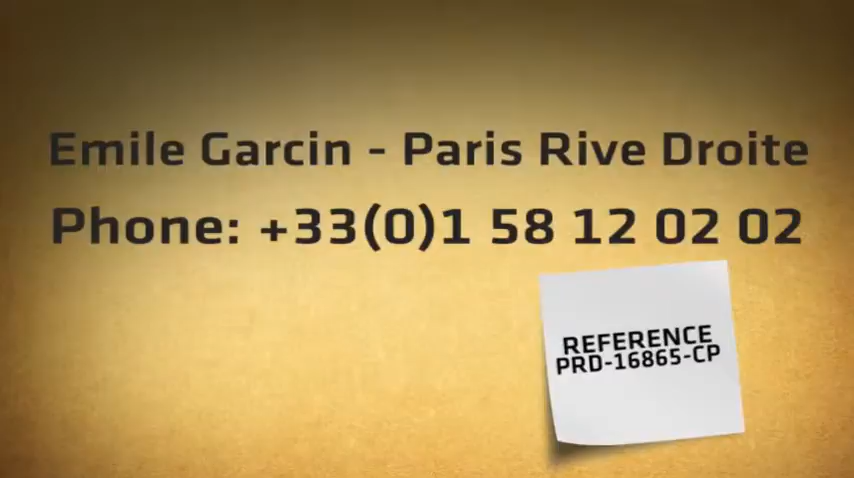 Emile Garcin - Paris Rive Droite
Phone: +33(0)1 58 12 02 02
REFERENCE
PRD-16865-CP